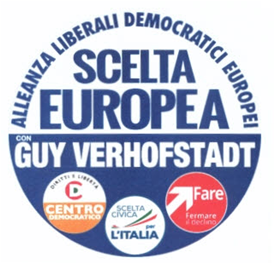 ALLEANZA LIBERALI DEMOCRATICI EUROPEI
SCELTA
EUROPEA
CON
GUY VERHOFSTADT
DIRITTI E LIBERTÀ
CD
CENTRO
DEMOCRATICO
SCELTA
CIVICA
per
L'ITALIA
Fare
Fermare
il declino